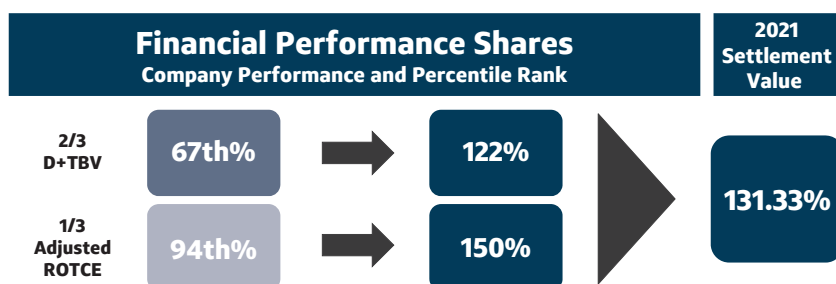 Financial Performance Shares
Company Performance and Percentile Rank
2021
Settlement
Value
2/3
D+TBV
67th%
122%
131.33%
1/3
Adjusted
ROTCE
94th%
150%